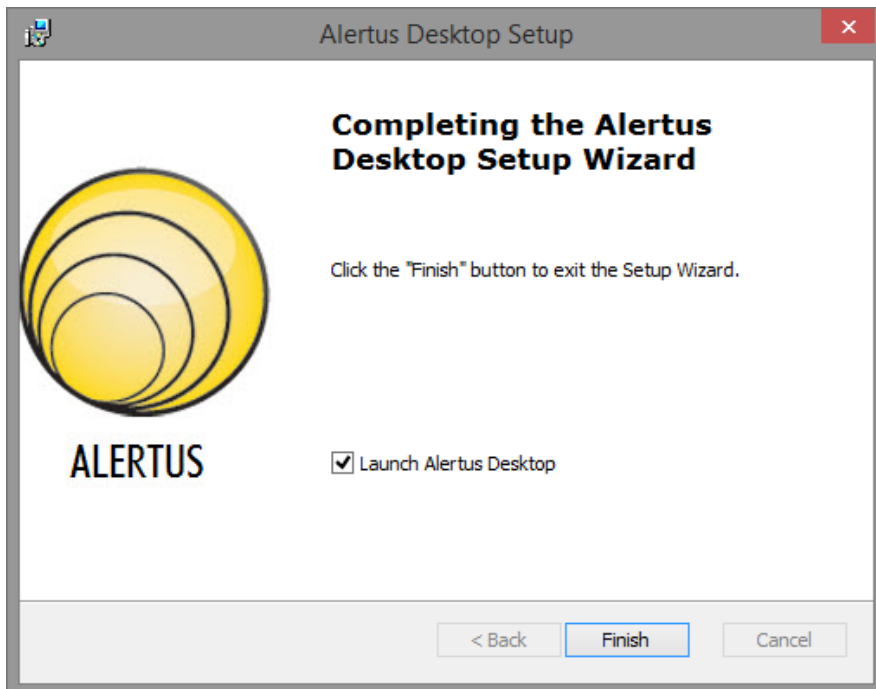 Alertus Desktop Setup
Completing the Alertus
Desktop Setup Wizard
Click the "Finish" button to exit the Setup Wizard.
ALERTUS
Launch Alertus Desktop
< Back
Finish
Cancel